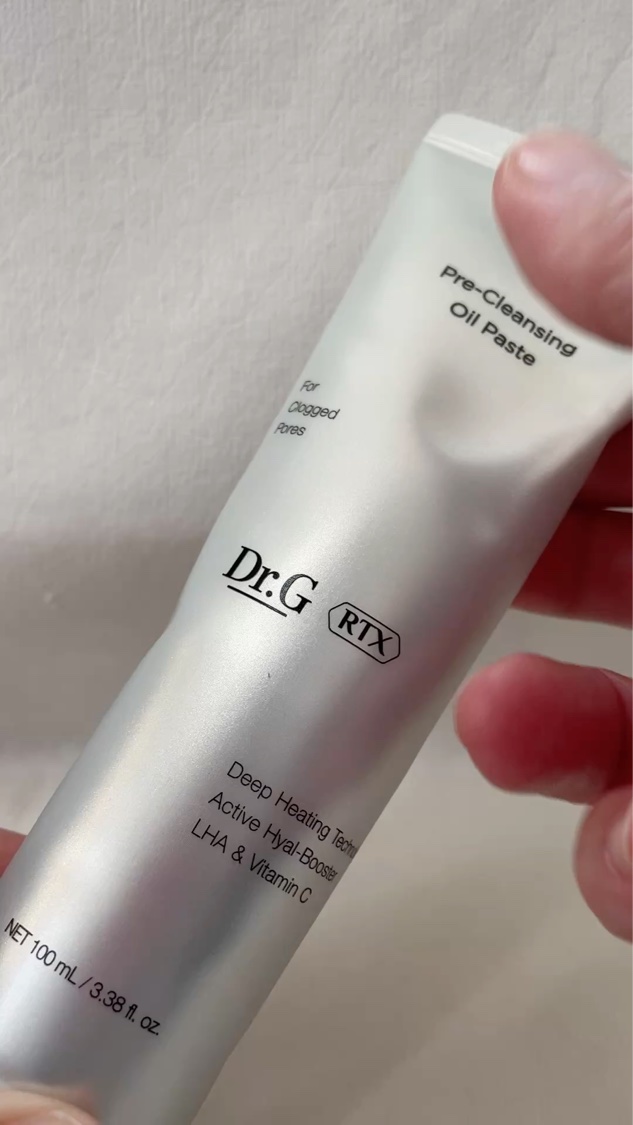 Pre-Cleansing
Oil Paste
For
Clogged
Pores
Dr.G RTX
Deep Heating
Active Hyal-Booster
LHA & Vitamin C
NET 100 mL / 3.38 fl. oz.